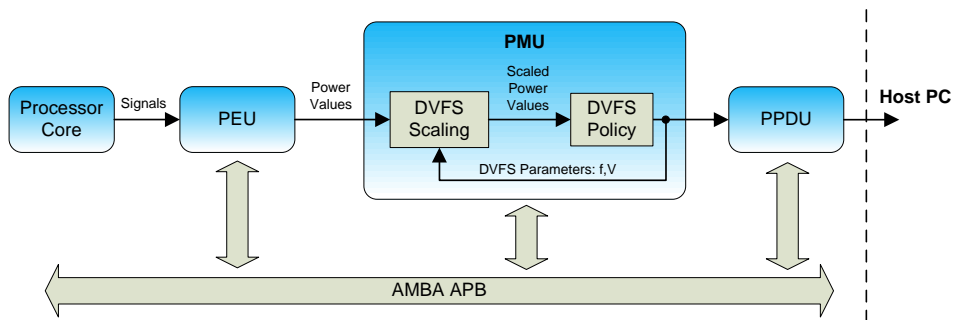 PMU
Processor
Core
Signals
PEU
Power
Values
DVFS
Scaling
Scaled
Power
Values
DVFS
Policy
DVFS Parameters: f,V
PPDU
Host PC
AMBA APB